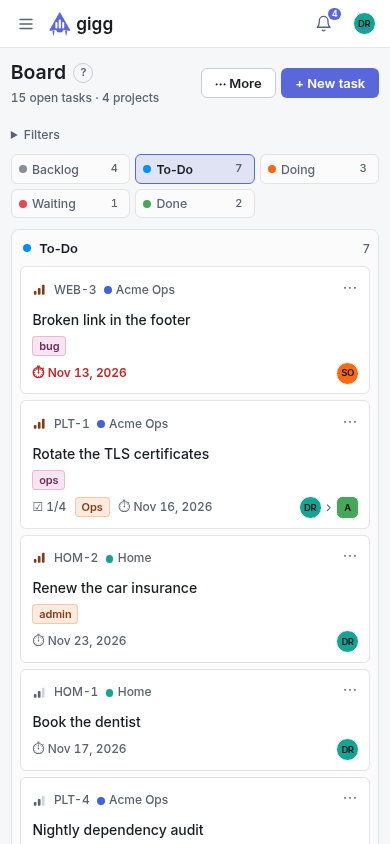 gigg
4
DR
Board ?
15 open tasks · 4 projects
··· More
+ New task
▶ Filters
Backlog 4
To-Do 7
Doing 3
Waiting 1
Done 2
To-Do 7
WEB-3 Acme Ops ···
Broken link in the footer
bug
⏱ Nov 13, 2026 SO
PLT-1 Acme Ops ···
Rotate the TLS certificates
ops
☑ 1/4 Ops ⏱ Nov 16, 2026 DR › A
HOM-2 Home ···
Renew the car insurance
admin
⏱ Nov 23, 2026 DR
HOM-1 Home ···
Book the dentist
⏱ Nov 17, 2026 DR
PLT-4 Acme Ops ···
Nightly dependency audit